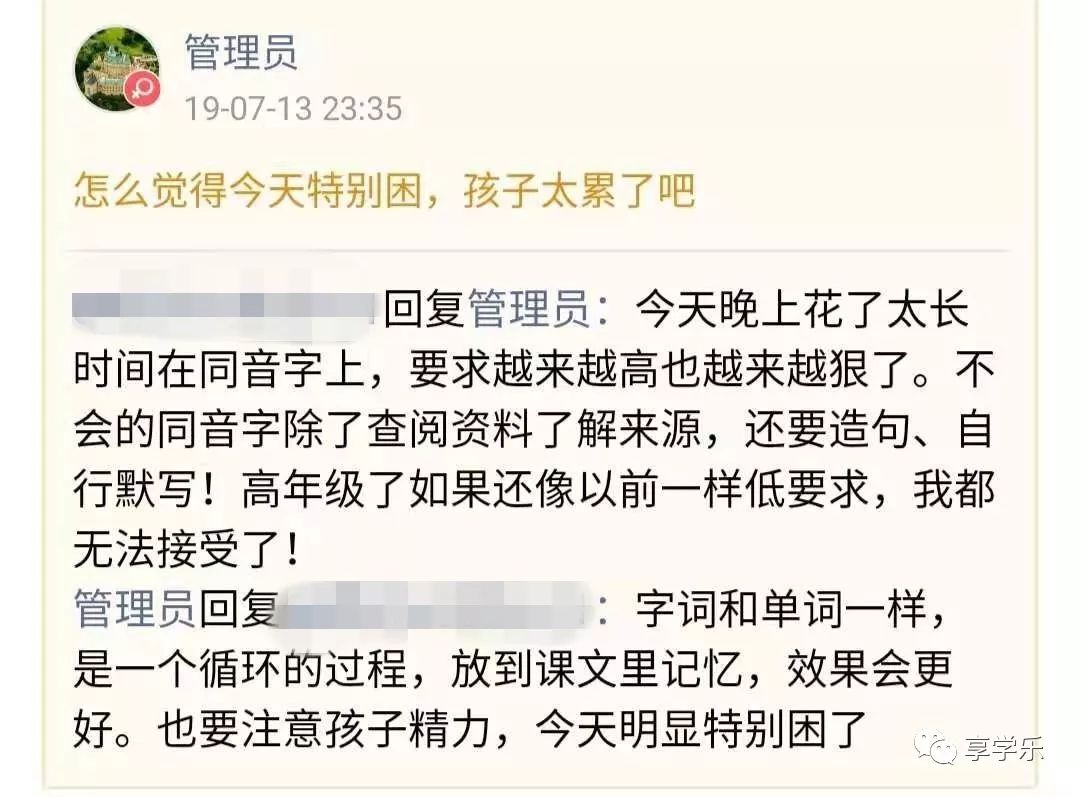 管理员
19-07-13 23:35
怎么觉得今天特别困，孩子太累了吧
回复管理员：今天晚上花了太长
时间在同音字上，要求越来越高也越来越狠了。不
会的同音字除了查阅资料了解来源，还要造句、自
行默写！高年级了如果还像以前一样低要求，我都
无法接受了！
管理员回复：字词和单词一样，
是一个循环的过程，放到课文里记忆，效果会更
好。也要注意孩子精力，今天明显特别困了
享学乐